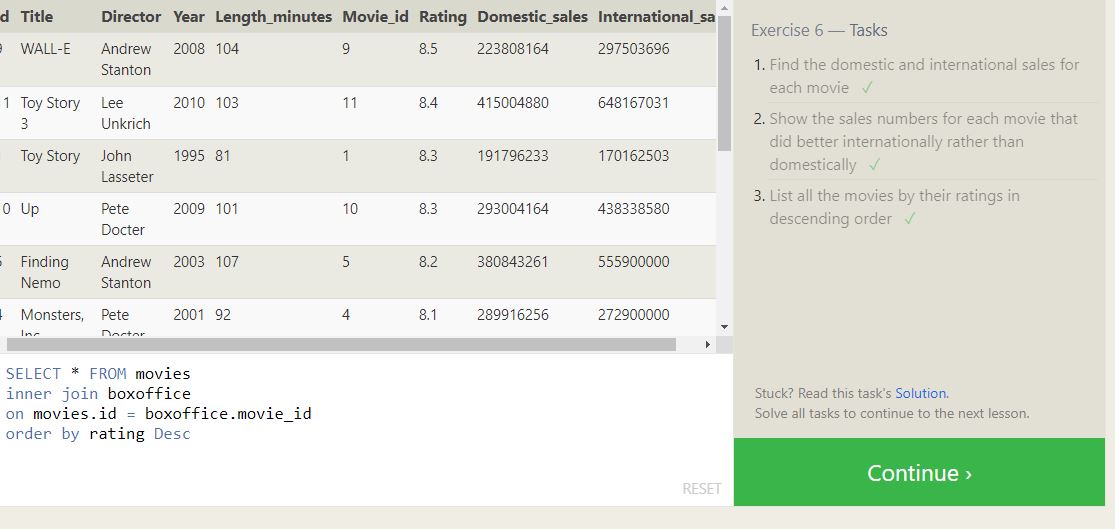 d Title Director Year Length_minutes Movie_id Rating Domestic_sales International_sa
9 WALL-E Andrew Stanton 2008 104 9 8.5 223808164 297503696
1 Toy Story 3 Lee Unkrich 2010 103 11 8.4 415004880 648167031
Toy Story John Lasseter 1995 81 1 8.3 191796233 170162503
0 Up Pete Docter 2009 101 10 8.3 293004164 438338580
5 Finding Nemo Andrew Stanton 2003 107 5 8.2 380843261 555900000
4 Monsters, Inc. Pete Docter 2001 92 4 8.1 289916256 272900000
SELECT * FROM movies
inner join boxoffice
on movies.id = boxoffice.movie_id
order by rating Desc
RESET
Exercise 6 — Tasks
1. Find the domestic and international sales for
each movie ✓
2. Show the sales numbers for each movie that
did better internationally rather than
domestically ✓
3. List all the movies by their ratings in
descending order ✓
Stuck? Read this task's Solution.
Solve all tasks to continue to the next lesson.
Continue ›